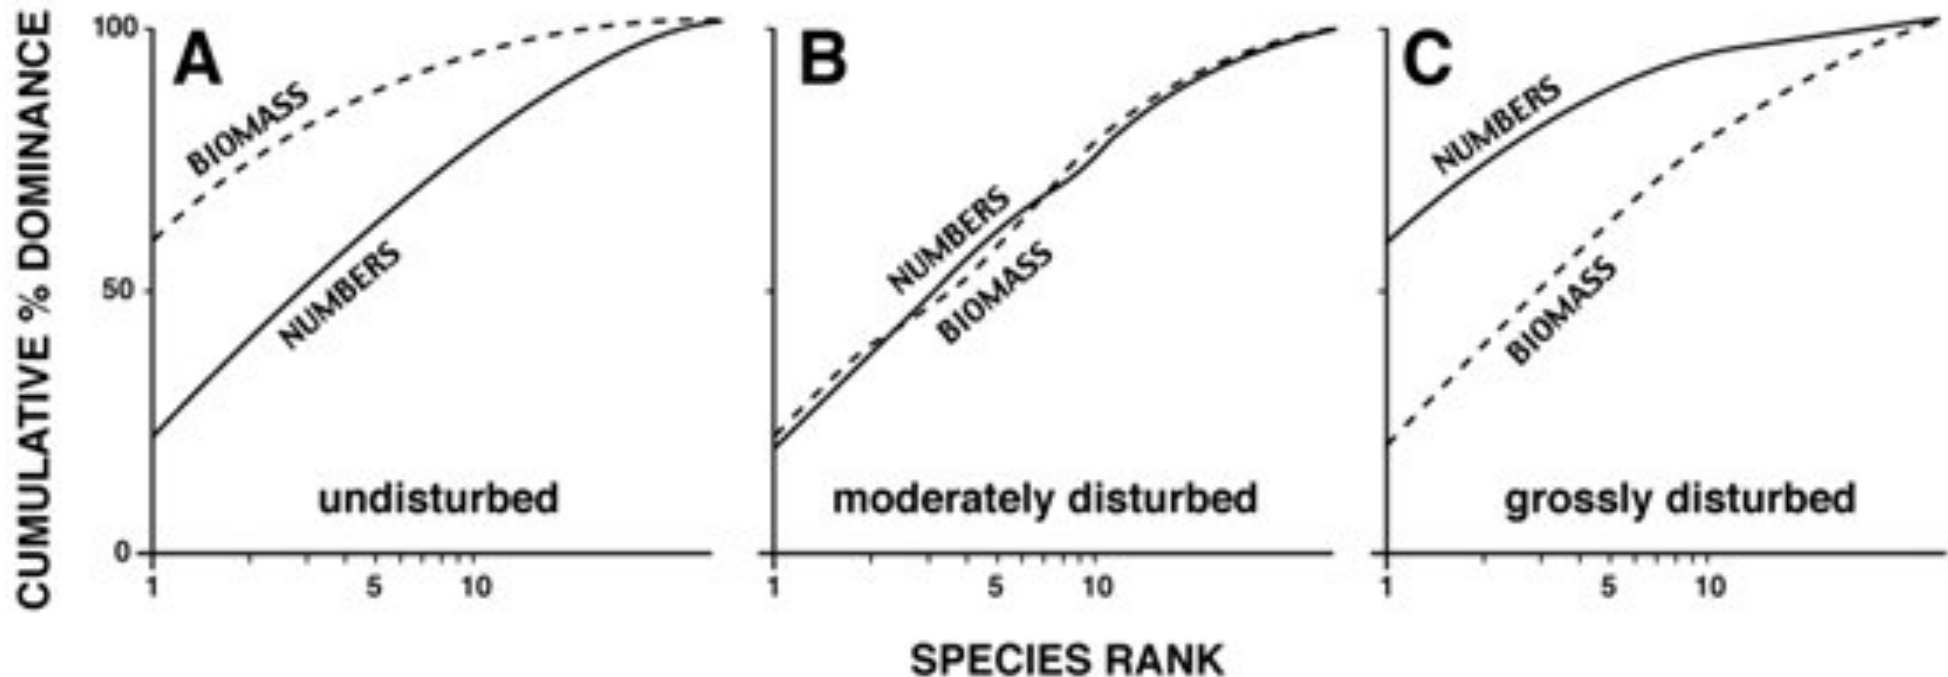 CUMULATIVE % DOMINANCE
100
50
0
A
BIOMASS
NUMBERS
undisturbed
1 5 10
B
NUMBERS
BIOMASS
moderately disturbed
1 5 10
C
NUMBERS
BIOMASS
grossly disturbed
1 5 10
SPECIES RANK